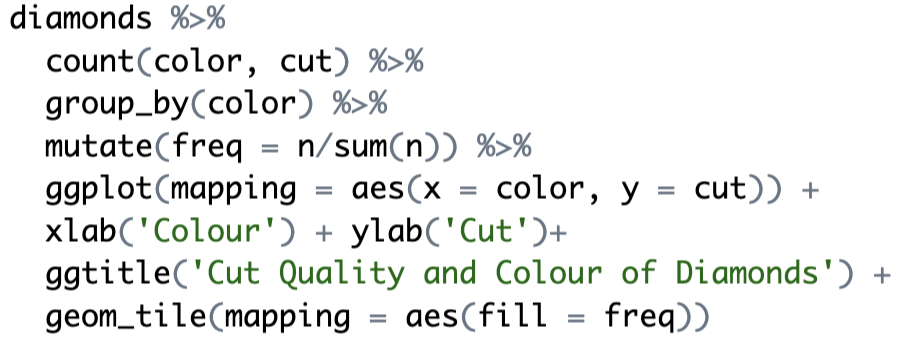 diamonds %>%
count(color, cut) %>%
group_by(color) %>%
mutate(freq = n/sum(n)) %>%
ggplot(mapping = aes(x = color, y = cut)) +
xlab('Colour') + ylab('Cut')+
ggtitle('Cut Quality and Colour of Diamonds') +
geom_tile(mapping = aes(fill = freq))